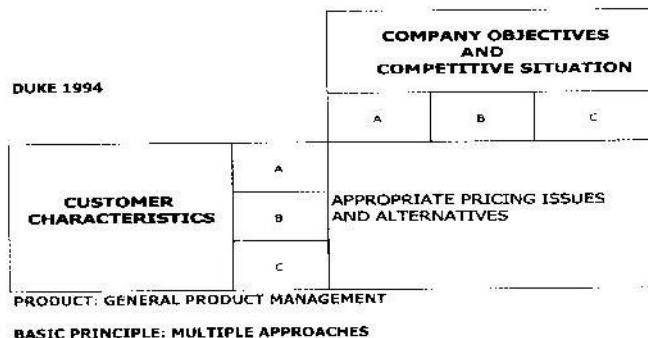 COMPANY OBJECTIVES
AND
COMPETITIVE SITUATION
DUKE 1994
A B C
A
CUSTOMER
CHARACTERISTICS
B
APPROPRIATE PRICING ISSUES
AND ALTERNATIVES
C
PRODUCT: GENERAL PRODUCT MANAGEMENT
BASIC PRINCIPLE: MULTIPLE APPROACHES